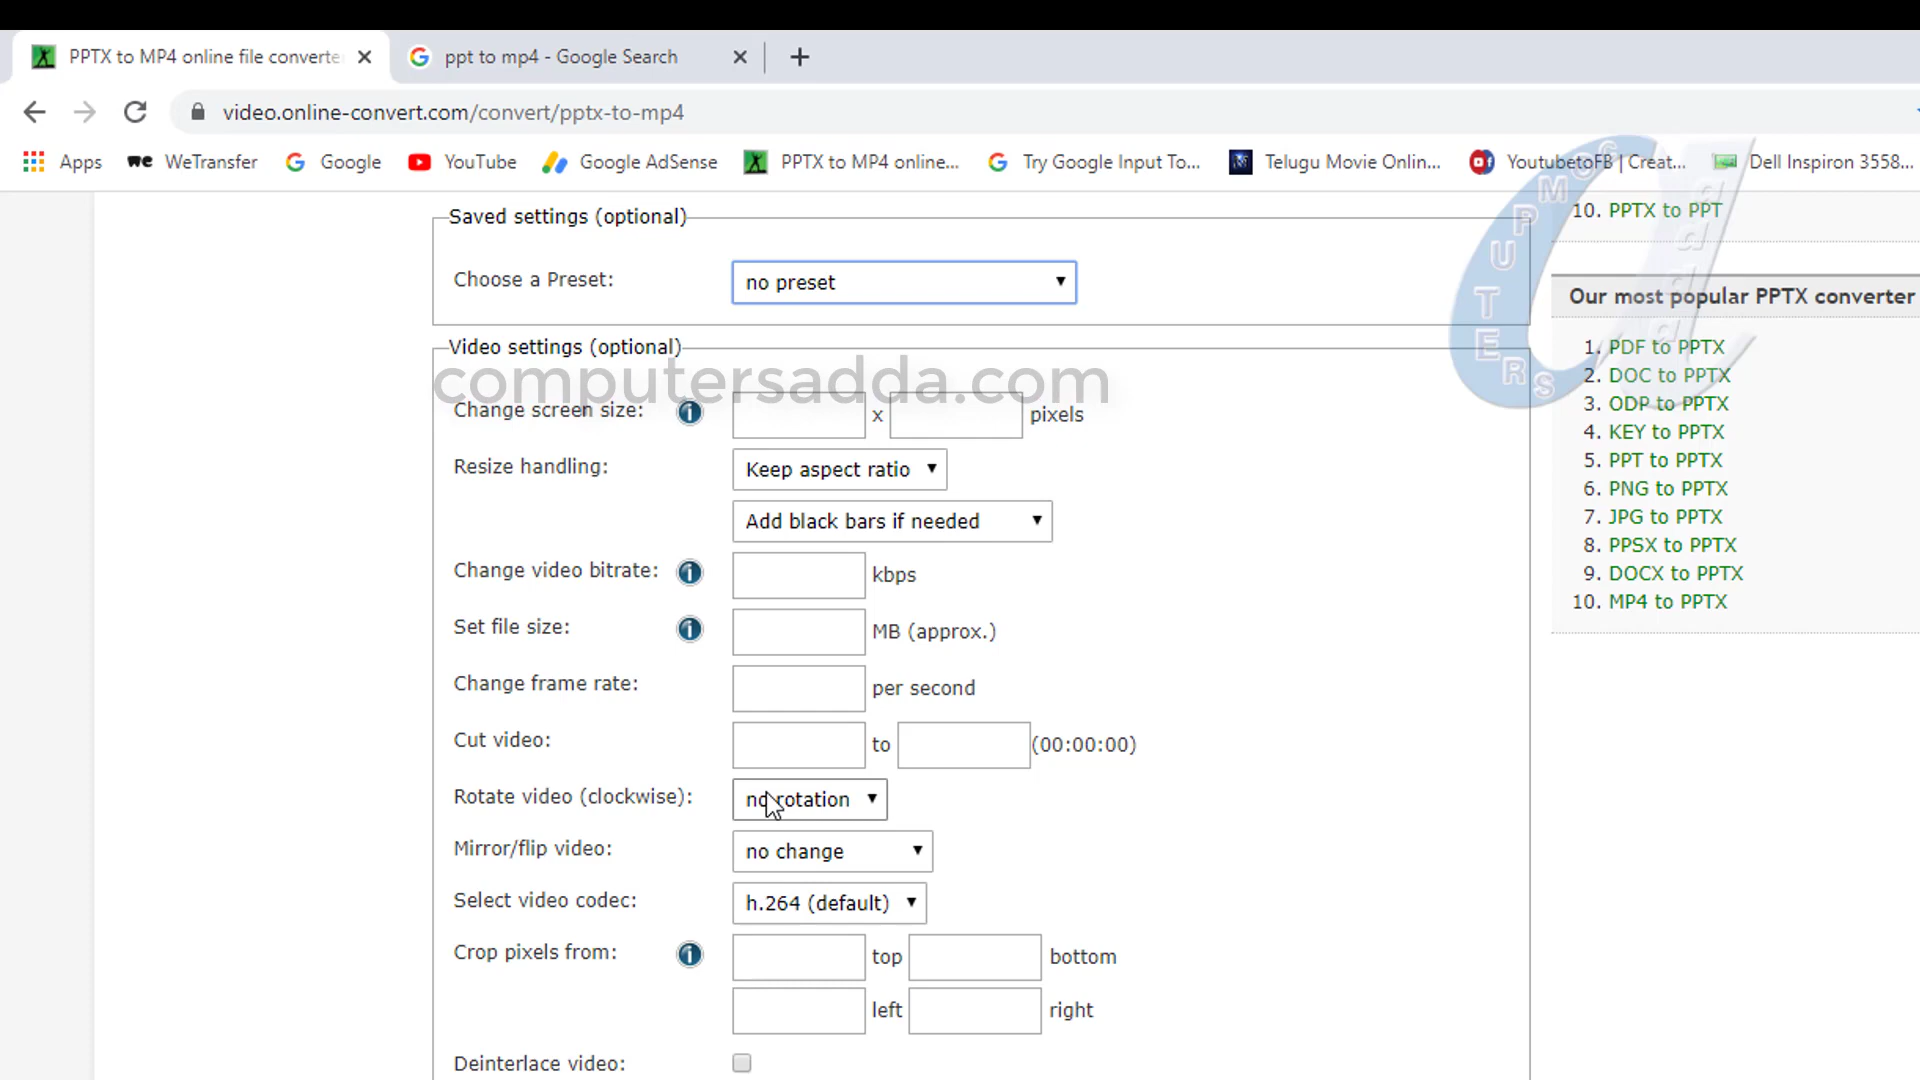 PPTX to MP4 online file converte
ppt to mp4 - Google Search
video.online-convert.com/convert/pptx-to-mp4
Apps
WeTransfer
Google
YouTube
Google AdSense
PPTX to MP4 online...
Try Google Input To...
Telugu Movie Onlin...
YoutubetoFB | Creat...
Dell Inspiron 3558...
Saved settings (optional)
Choose a Preset:
no preset
Video settings (optional)
computersadda.com
Change screen size:
x
pixels
Resize handling:
Keep aspect ratio
Add black bars if needed
Change video bitrate:
kbps
Set file size:
MB (approx.)
Change frame rate:
per second
Cut video:
to
(00:00:00)
Rotate video (clockwise):
no rotation
Mirror/flip video:
no change
Select video codec:
h.264 (default)
Crop pixels from:
top
bottom
left
right
Deinterlace video:
10. PPTX to PPT
Our most popular PPTX converter
1. PDF to PPTX
2. DOC to PPTX
3. ODP to PPTX
4. KEY to PPTX
5. PPT to PPTX
6. PNG to PPTX
7. JPG to PPTX
8. PPSX to PPTX
9. DOCX to PPTX
10. MP4 to PPTX
COMPUTERS
adda